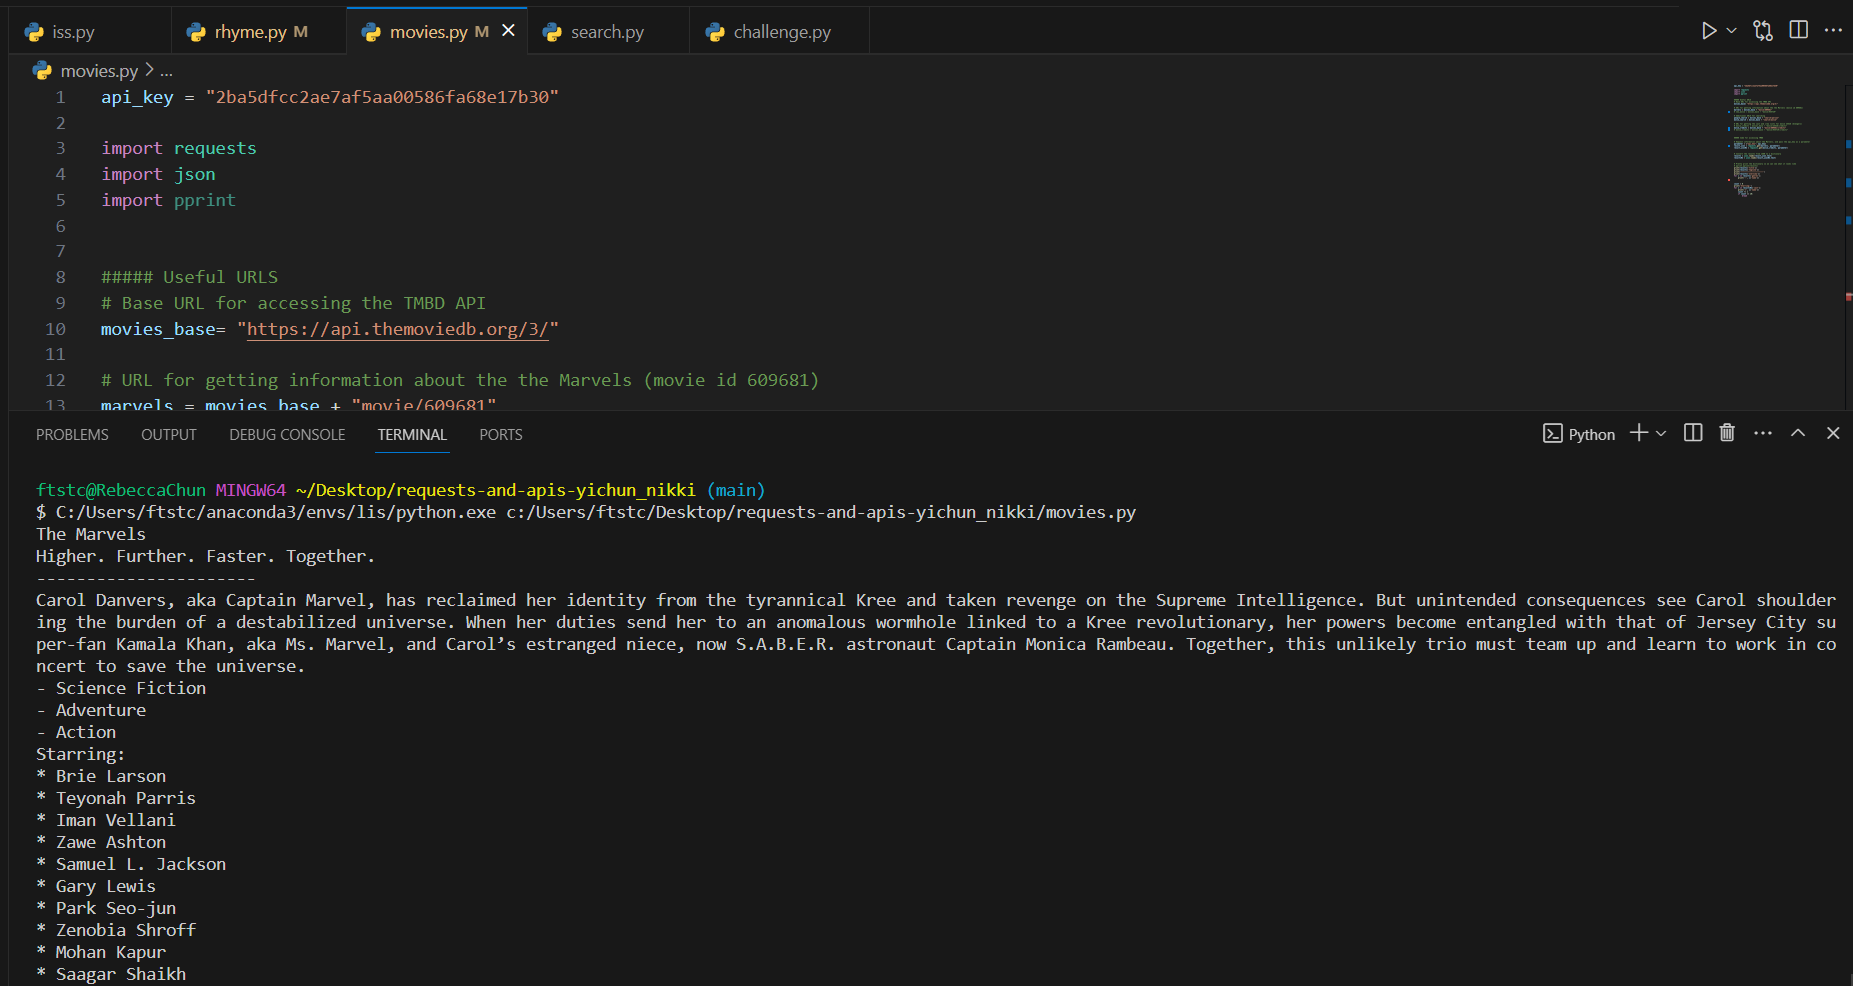 iss.py
rhyme.py M
movies.py M
search.py
challenge.py
movies.py > ...
1 api_key = "2ba5dfcc2ae7af5aa00586fa68e17b30"
2
3 import requests
4 import json
5 import pprint
6
7
8 ##### Useful URLS
9 # Base URL for accessing the TMBD API
10 movies_base= "https://api.themoviedb.org/3/"
11
12 # URL for getting information about the the Marvels (movie id 609681)
13 marvels = movies_base + "movie/609681"
PROBLEMS OUTPUT DEBUG CONSOLE TERMINAL PORTS
Python
ftstc@RebeccaChun MINGW64 ~/Desktop/requests-and-apis-yichun_nikki (main)
$ C:/Users/ftstc/anaconda3/envs/lis/python.exe c:/Users/ftstc/Desktop/requests-and-apis-yichun_nikki/movies.py
The Marvels
Higher. Further. Faster. Together.
----------------------
Carol Danvers, aka Captain Marvel, has reclaimed her identity from the tyrannical Kree and taken revenge on the Supreme Intelligence. But unintended consequences see Carol shoulder
ing the burden of a destabilized universe. When her duties send her to an anomalous wormhole linked to a Kree revolutionary, her powers become entangled with that of Jersey City su
per-fan Kamala Khan, aka Ms. Marvel, and Carol’s estranged niece, now S.A.B.E.R. astronaut Captain Monica Rambeau. Together, this unlikely trio must team up and learn to work in co
ncert to save the universe.
- Science Fiction
- Adventure
- Action
Starring:
* Brie Larson
* Teyonah Parris
* Iman Vellani
* Zawe Ashton
* Samuel L. Jackson
* Gary Lewis
* Park Seo-jun
* Zenobia Shroff
* Mohan Kapur
* Saagar Shaikh